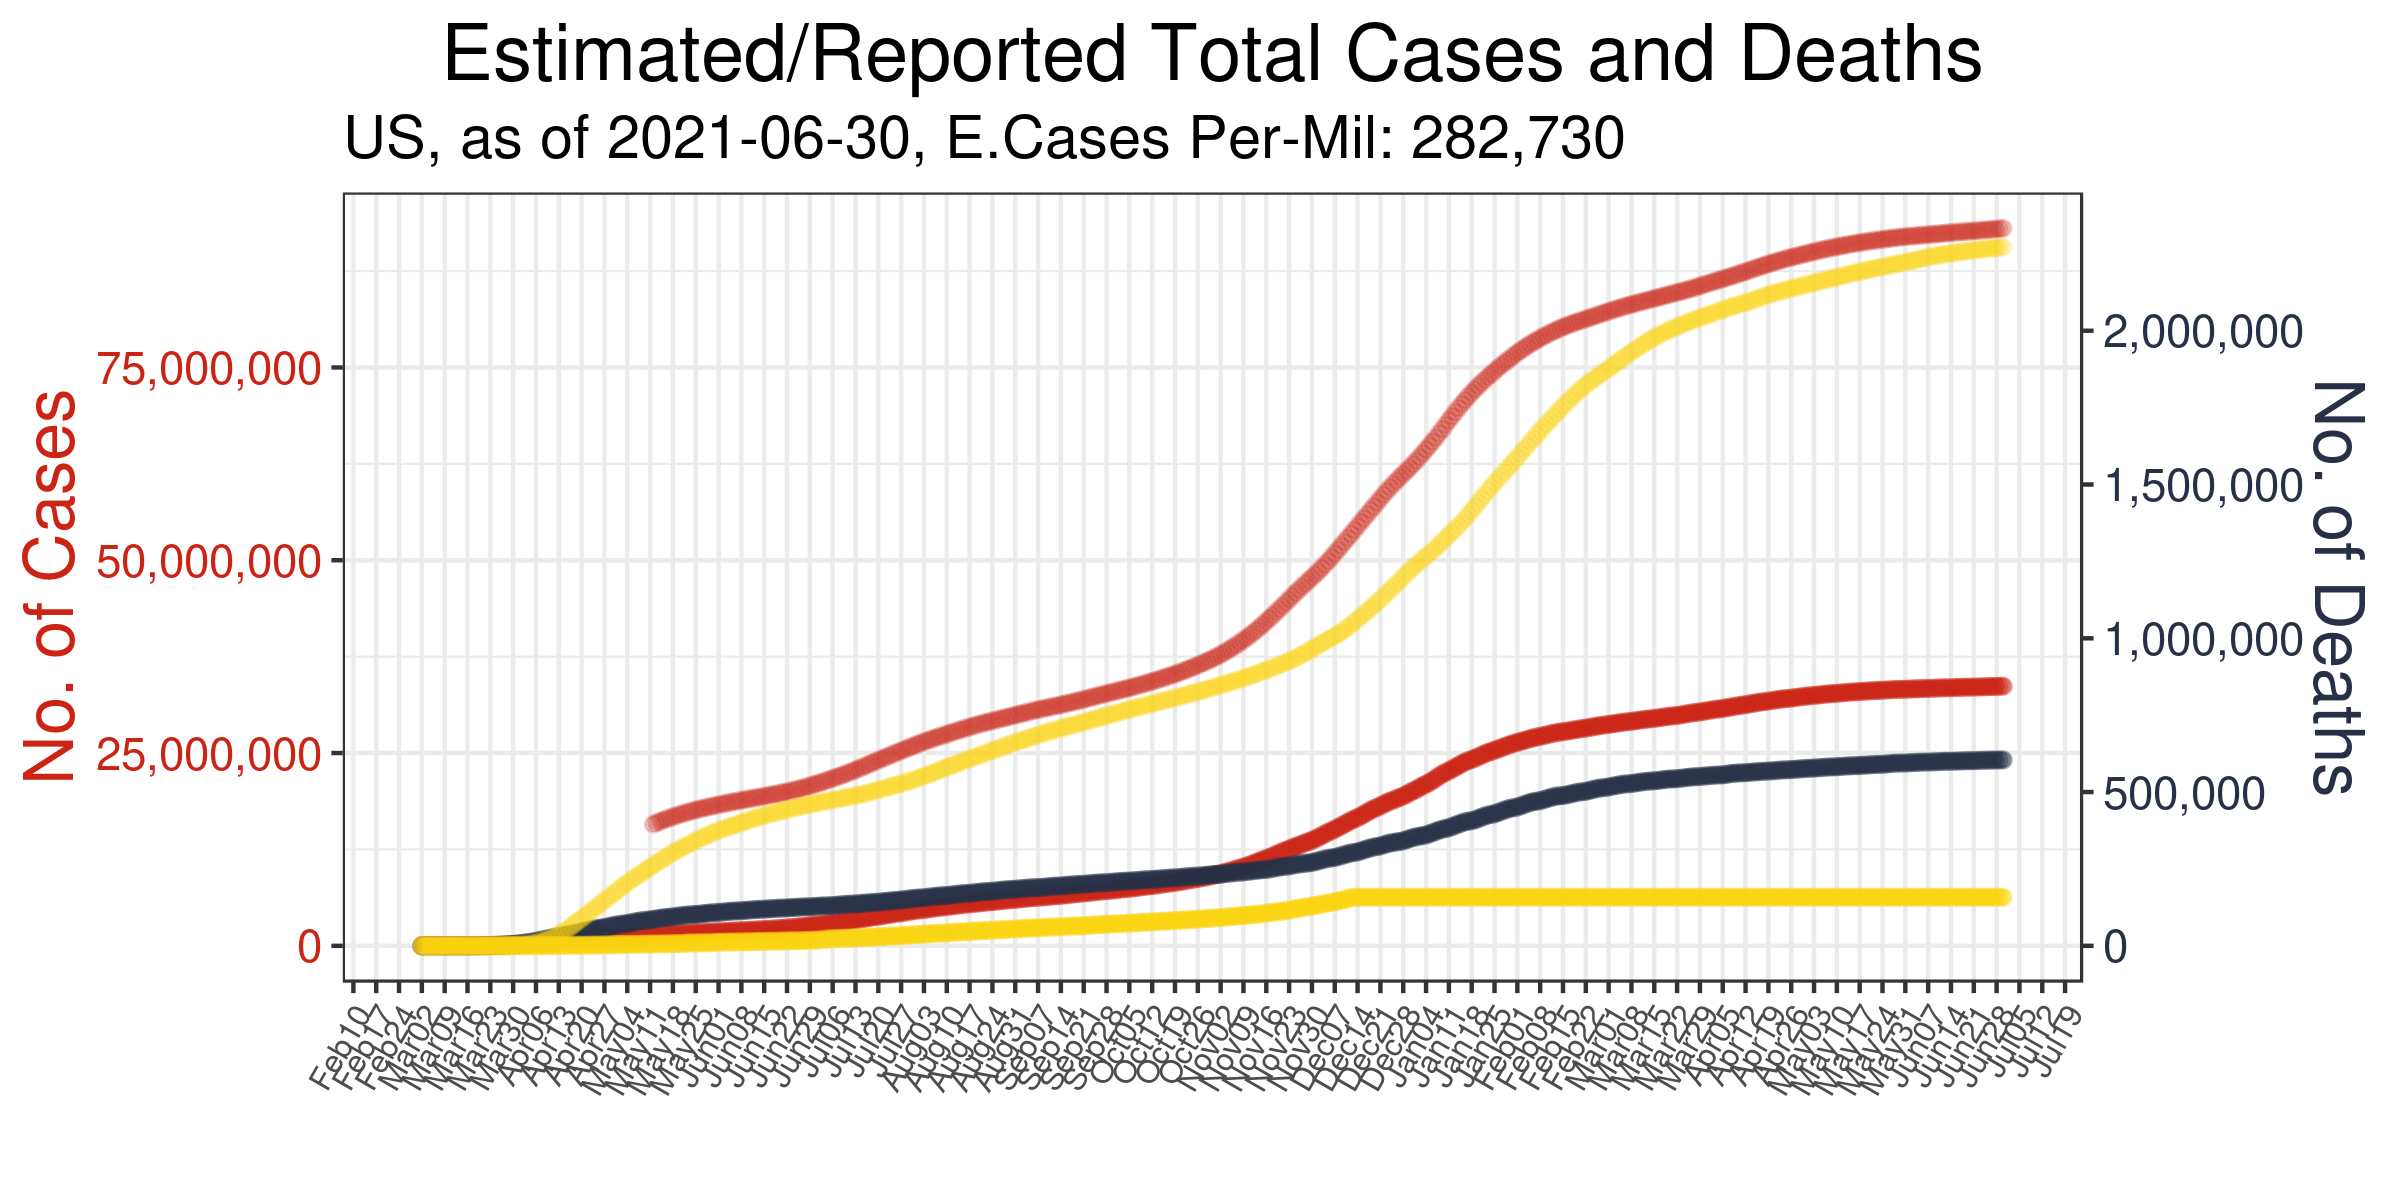 Estimated/Reported Total Cases and Deaths
US, as of 2021-06-30, E.Cases Per-Mil: 282,730
No. of Cases
75,000,000
50,000,000
25,000,000
0
2,000,000
1,500,000
1,000,000
500,000
0
No. of Deaths
Feb10
Feb17
Feb24
Mar02
Mar09
Mar16
Mar23
Mar30
Apr06
Apr13
Apr20
Apr27
May04
May11
May18
May25
Jun01
Jun08
Jun15
Jun22
Jun29
Jul06
Jul13
Jul20
Jul27
Aug03
Aug10
Aug17
Aug24
Aug31
Sep07
Sep14
Sep21
Sep28
Oct05
Oct12
Oct19
Oct26
Nov02
Nov09
Nov16
Nov23
Nov30
Dec07
Dec14
Dec21
Dec28
Jan04
Jan11
Jan18
Jan25
Feb01
Feb08
Feb15
Feb22
Mar01
Mar08
Mar15
Mar22
Mar29
Apr05
Apr12
Apr19
Apr26
May03
May10
May17
May24
May31
Jun07
Jun14
Jun21
Jun28
Jul05
Jul12
Jul19